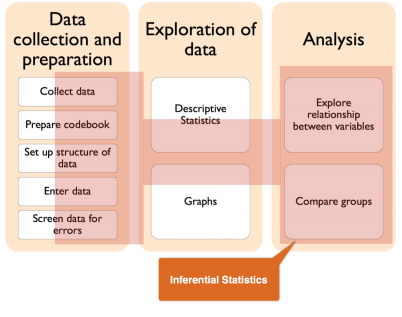 Data
collection and
preparation
Collect data
Prepare codebook
Set up structure of
data
Enter data
Screen data for
errors
Exploration of
data
Descriptive
Statistics
Graphs
Analysis
Explore
relationship
between variables
Compare groups
Inferential Statistics